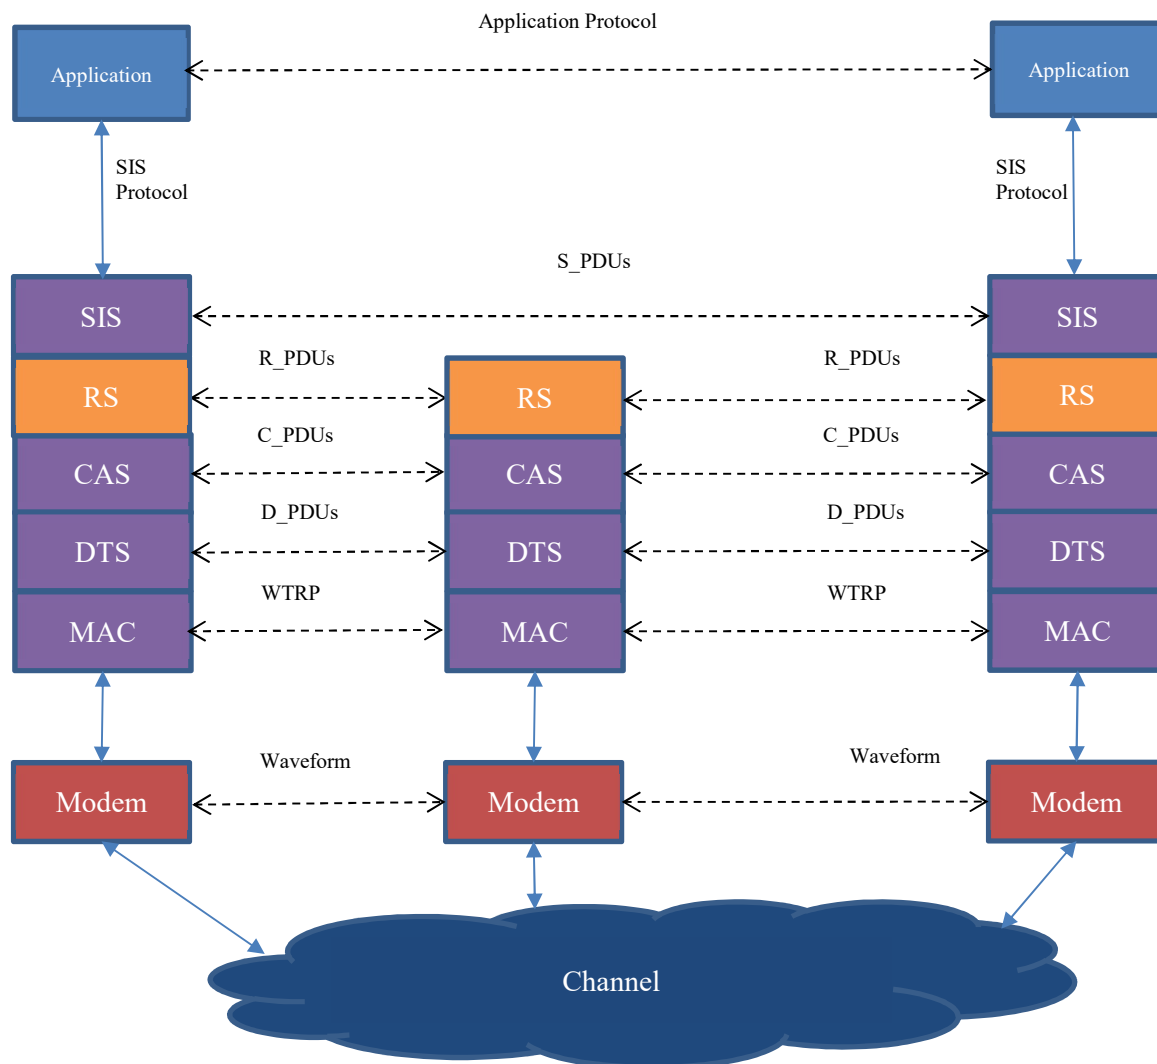 Application Protocol
Application
Application
SIS
Protocol
SIS
Protocol
S_PDUs
SIS
SIS
R_PDUs
R_PDUs
RS
RS
RS
C_PDUs
C_PDUs
CAS
CAS
CAS
D_PDUs
D_PDUs
DTS
DTS
DTS
WTRP
WTRP
MAC
MAC
MAC
Waveform
Waveform
Modem
Modem
Modem
Channel